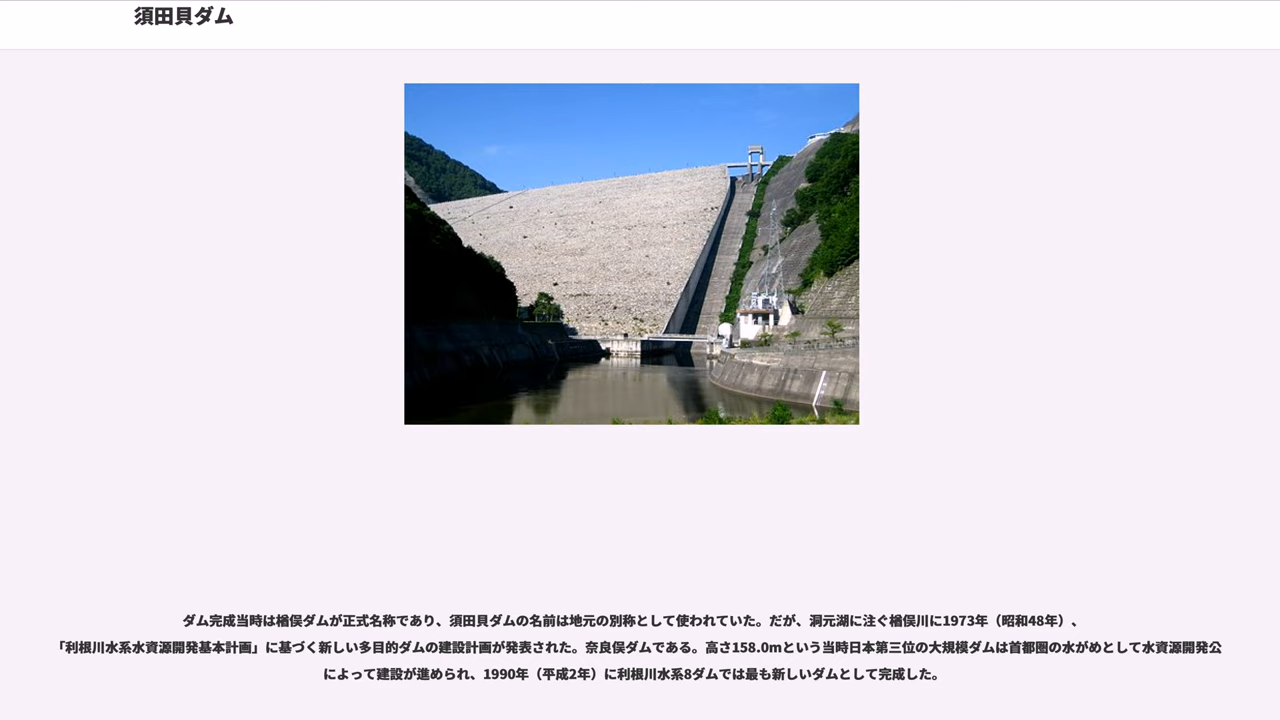 須田貝ダム
ダム完成当時は楢俣ダムが正式名称であり、須田貝ダムの名前は地元の別称として使われていた。だが、洞元湖に注ぐ楢俣川に1973年（昭和48年）、
「利根川水系水資源開発基本計画」に基づく新しい多目的ダムの建設計画が発表された。奈良俣ダムである。高さ158.0mという当時日本第三位の大規模ダムは首都圏の水がめとして水資源開発公
によって建設が進められ、1990年（平成2年）に利根川水系8ダムでは最も新しいダムとして完成した。